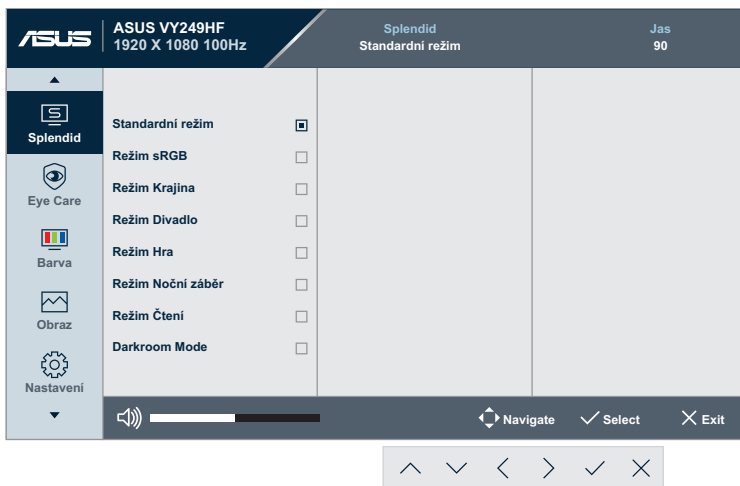 ASUS
ASUS VY249HF
1920 X 1080 100Hz
Splendid
Standardní režim
Jas
90
Splendid
Eye Care
Barva
Obraz
Nastavení
Standardní režim
Režim sRGB
Režim Krajina
Režim Divadlo
Režim Hra
Režim Noční záběr
Režim Čtení
Darkroom Mode
Navigate
Select
Exit